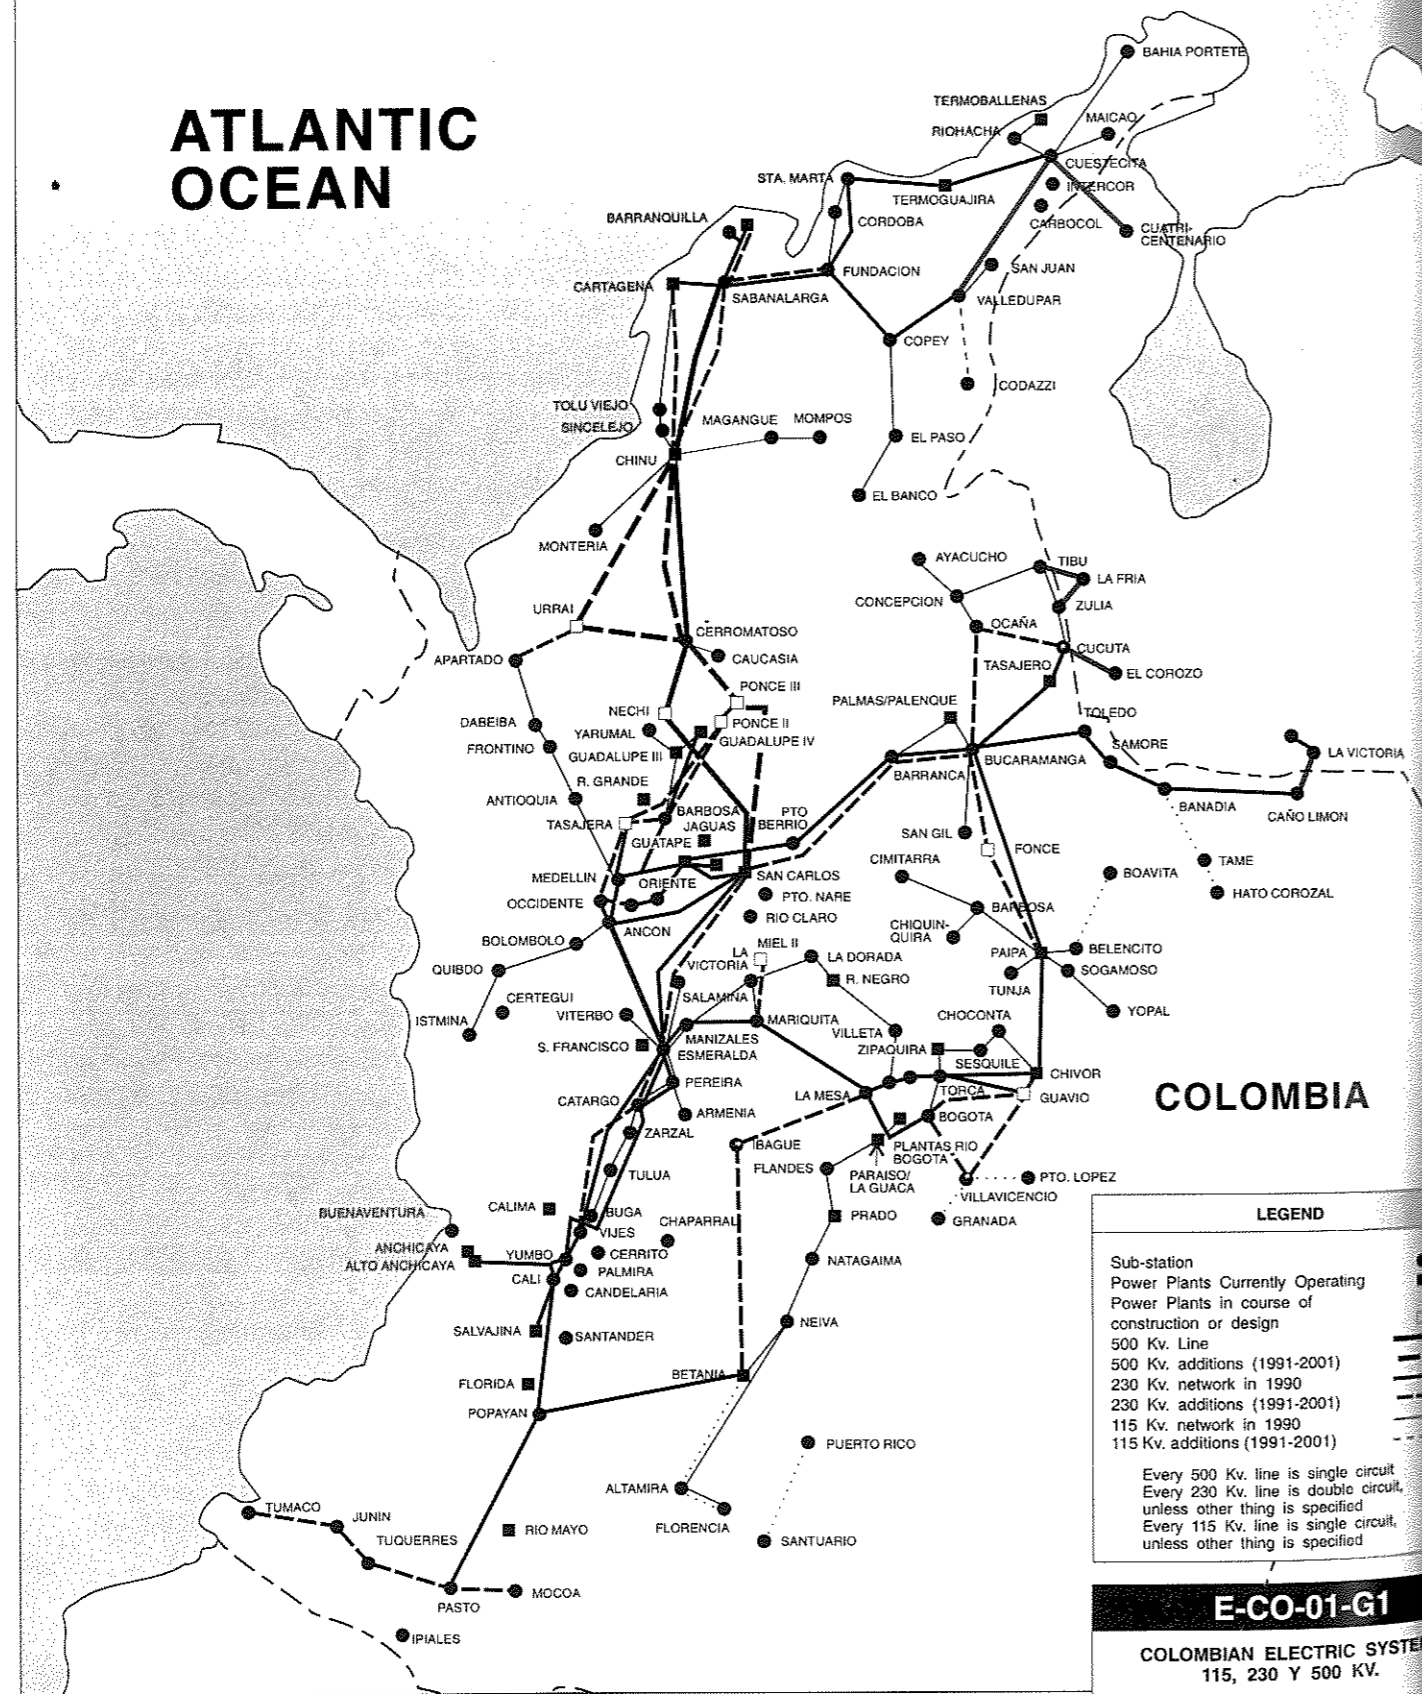 ATLANTIC
OCEAN
BAHIA PORTETE
TERMOBALLENAS
RIOHACHA
MAICAO
CUESTECITA
STA. MARTA
TERMOGUAJIRA
INTERCOR
CARBOCOL
CUATRI-
CENTENARIO
BARRANQUILLA
CORDOBA
FUNDACION
SAN JUAN
CARTAGENA
SABANALARGA
VALLEDUPAR
COPEY
CODAZZI
TOLU VIEJO
SINCELEJO
MAGANGUE
MOMPOS
EL PASO
CHINU
EL BANCO
MONTERIA
AYACUCHO
TIBU
LA FRIA
CONCEPCION
ZULIA
URRAI
OCAÑA
CERROMATOSO
CUCUTA
APARTADO
CAUCASIA
TASAJERO
EL COROZO
PONCE III
PALMAS/PALENQUE
NECHI
PONCE II
TOLEDO
DABEIBA
YARUMAL
GUADALUPE IV
SAMORE
FRONTINO
GUADALUPE III
LA VICTORIA
BARRANCA
BUCARAMANGA
R. GRANDE
ANTIOQUIA
BANADIA
CAÑO LIMON
TASAJERA
BARBOSA
JAGUAS
PTO
BERRIO
SAN GIL
GUATAPE
CIMITARRA
FONCE
TAME
MEDELLIN
ORIENTE
SAN CARLOS
BOAVITA
OCCIDENTE
PTO. NARE
HATO COROZAL
RIO CLARO
BARBOSA
ANCON
CHIQUIN-
QUIRA
BOLOMBOLO
MIEL II
LA
VICTORIA
LA DORADA
PAIPA
BELENCITO
QUIBDO
R. NEGRO
TUNJA
SOGAMOSO
CERTEGUI
SALAMINA
YOPAL
ISTMINA
VITERBO
MARIQUITA
VILLETA
CHOCONTA
S. FRANCISCO
MANIZALES
ESMERALDA
ZIPAQUIRA
SESQUILE
CHIVOR
PEREIRA
LA MESA
TORCA
GUAVIO
COLOMBIA
CATARGO
ARMENIA
BOGOTA
ZARZAL
IBAGUE
PLANTAS RIO
BOGOTA
FLANDES
PARAISO/
LA GUACA
TULUA
PTO. LOPEZ
VILLAVICENCIO
CALIMA
BUGA
PRADO
GRANADA
BUENAVENTURA
CHAPARRAL
VIJES
ANCHICAYA
ALTO ANCHICAYA
YUMBO
CERRITO
NATAGAIMA
CALI
PALMIRA
CANDELARIA
SALVAJINA
SANTANDER
NEIVA
FLORIDA
BETANIA
POPAYAN
PUERTO RICO
ALTAMIRA
TUMACO
JUNIN
FLORENCIA
TUQUERRES
RIO MAYO
SANTUARIO
MOCOA
PASTO
IPIALES
LEGEND
Sub-station
Power Plants Currently Operating
Power Plants in course of
construction or design
500 Kv. Line
500 Kv. additions (1991-2001)
230 Kv. network in 1990
230 Kv. additions (1991-2001)
115 Kv. network in 1990
115 Kv. additions (1991-2001)
Every 500 Kv. line is single circuit
Every 230 Kv. line is double circuit,
unless other thing is specified
Every 115 Kv. line is single circuit,
unless other thing is specified
E-CO-01-G1
COLOMBIAN ELECTRIC
115, 230 Y 500 KV.